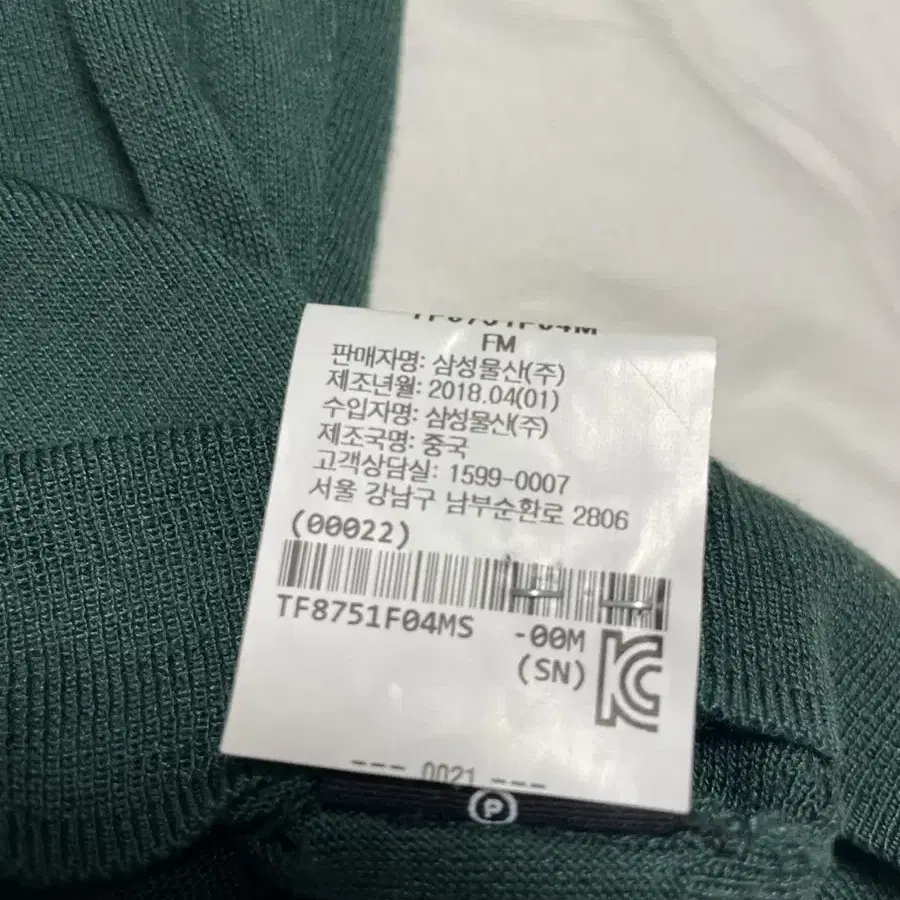 FM
판매자명: 삼성물산(주)
제조년월: 2018.04(01)
수입자명: 삼성물산(주)
제조국명: 중국
고객상담실: 1599-0007
서울 강남구 남부순환로 2806
(00022)
TF8751F04MS -00M
(SN)
--- 0021 ---
P